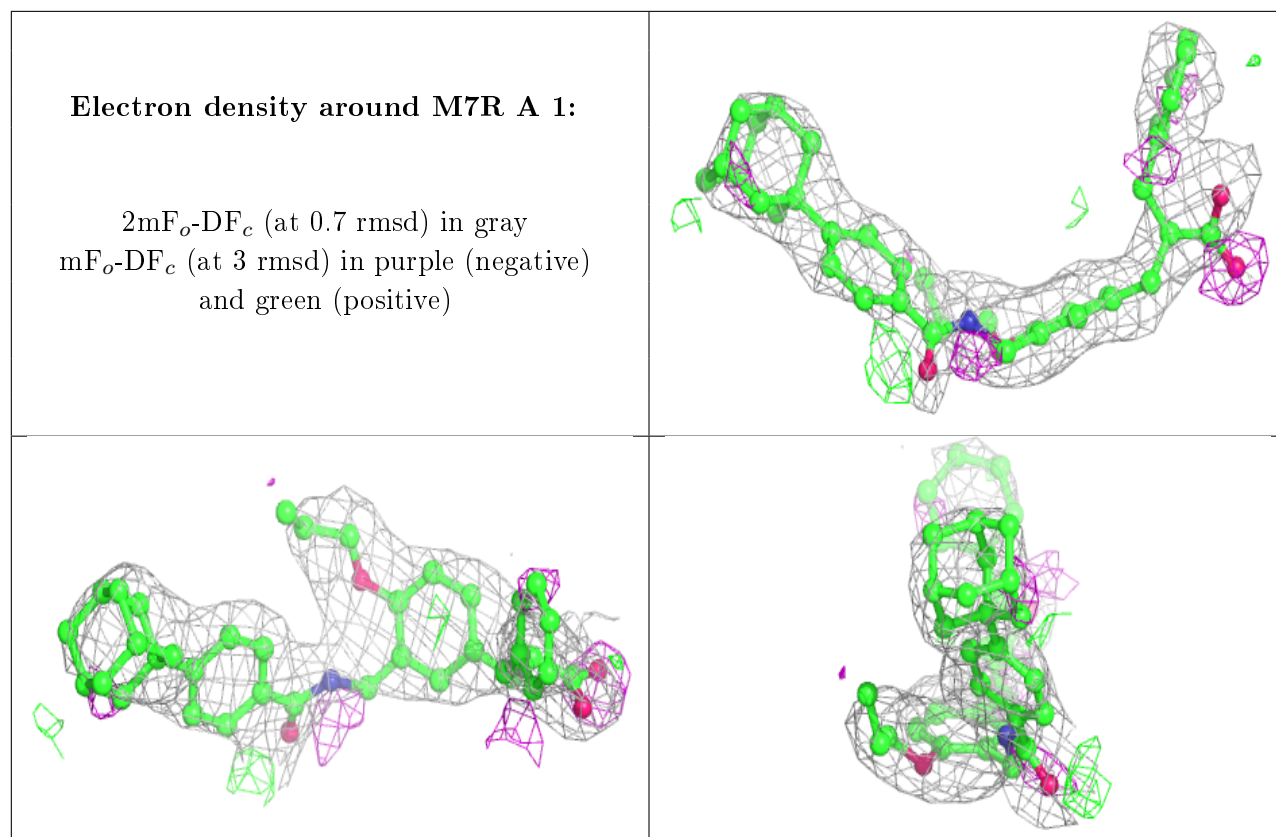 Electron density around M7R A 1:
2mFₒ-DF𝒸 (at 0.7 rmsd) in gray
mFₒ-DF𝒸 (at 3 rmsd) in purple (negative)
and green (positive)